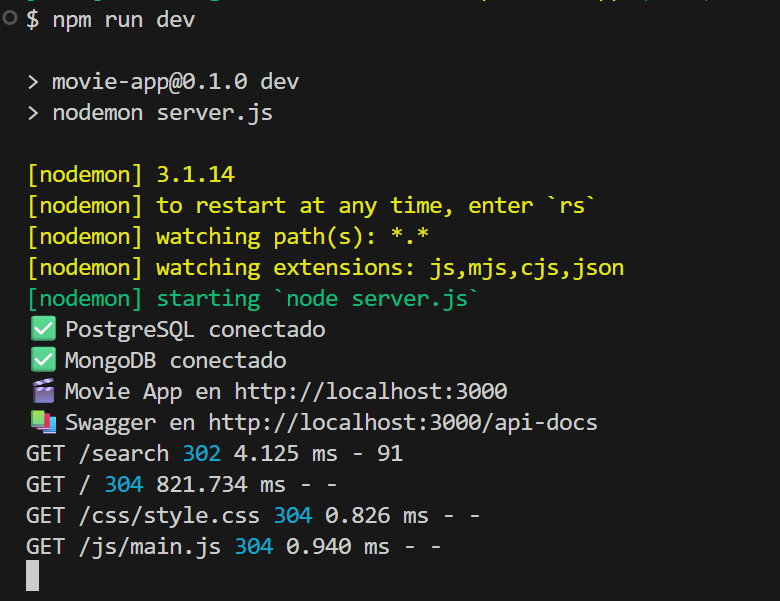 $ npm run dev
> movie-app@0.1.0 dev
> nodemon server.js
[nodemon] 3.1.14
[nodemon] to restart at any time, enter `rs`
[nodemon] watching path(s): *.*
[nodemon] watching extensions: js,mjs,cjs,json
[nodemon] starting `node server.js`
✅ PostgreSQL conectado
✅ MongoDB conectado
🎬 Movie App en http://localhost:3000
📚 Swagger en http://localhost:3000/api-docs
GET /search 302 4.125 ms - 91
GET / 304 821.734 ms - -
GET /css/style.css 304 0.826 ms - -
GET /js/main.js 304 0.940 ms - -